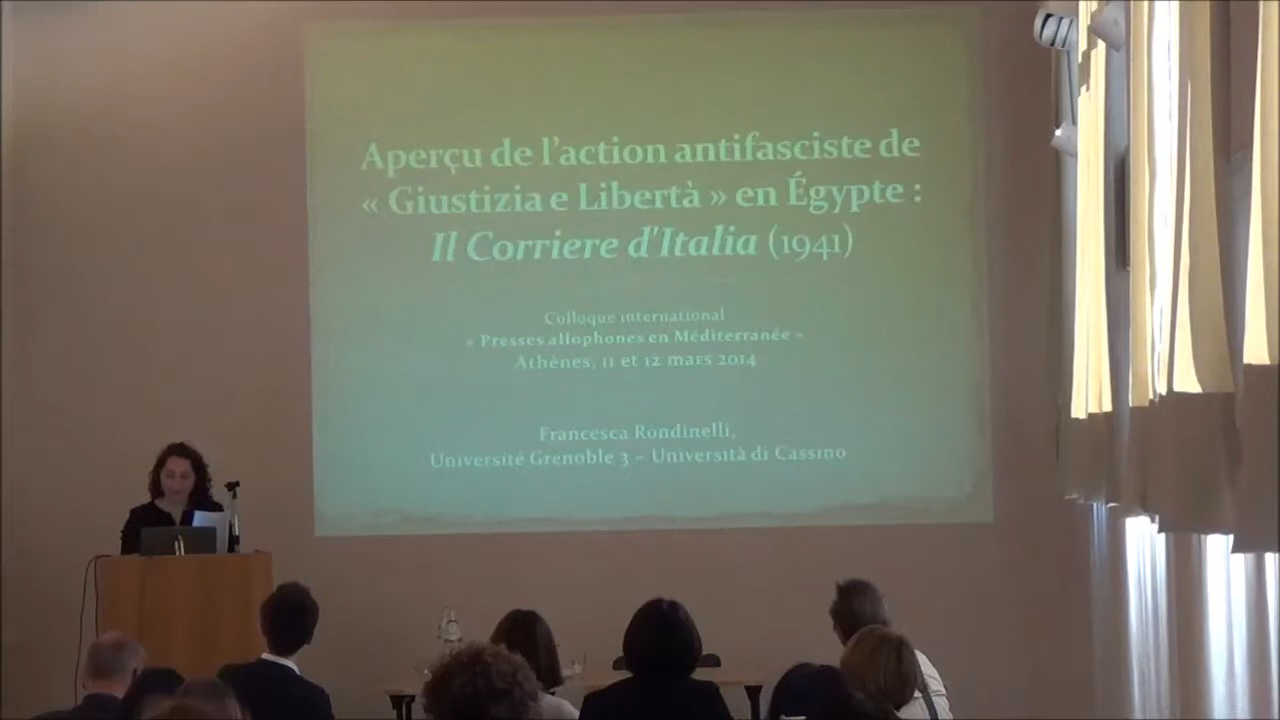 Aperçu de l'action antifasciste de
« Giustizia e Libertà » en Égypte :
Il Corriere d'Italia (1941)
Colloque international
« Presses allophones en Méditerranée »
Athènes, 11 et 12 mars 2014
Francesca Rondinelli,
Université Grenoble 3 – Università di Cassino